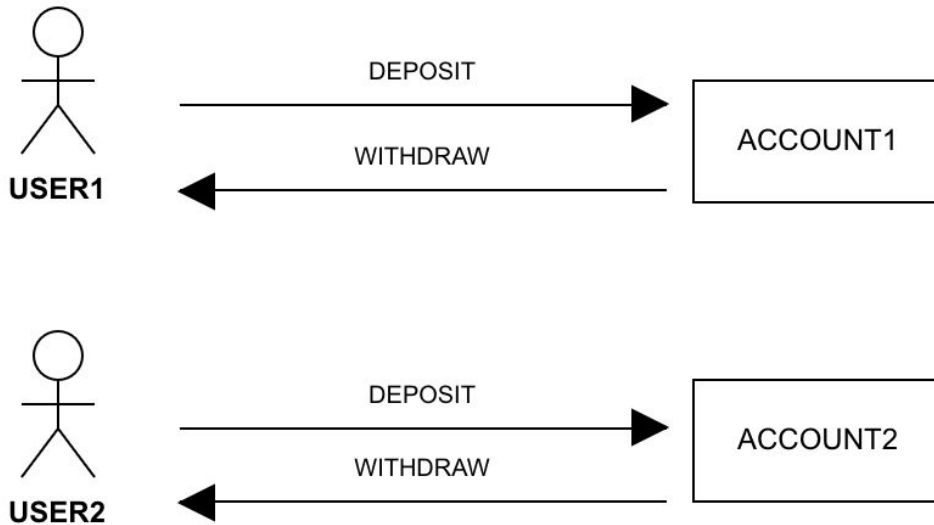 DEPOSIT
ACCOUNT1
WITHDRAW
USER1
DEPOSIT
ACCOUNT2
WITHDRAW
USER2